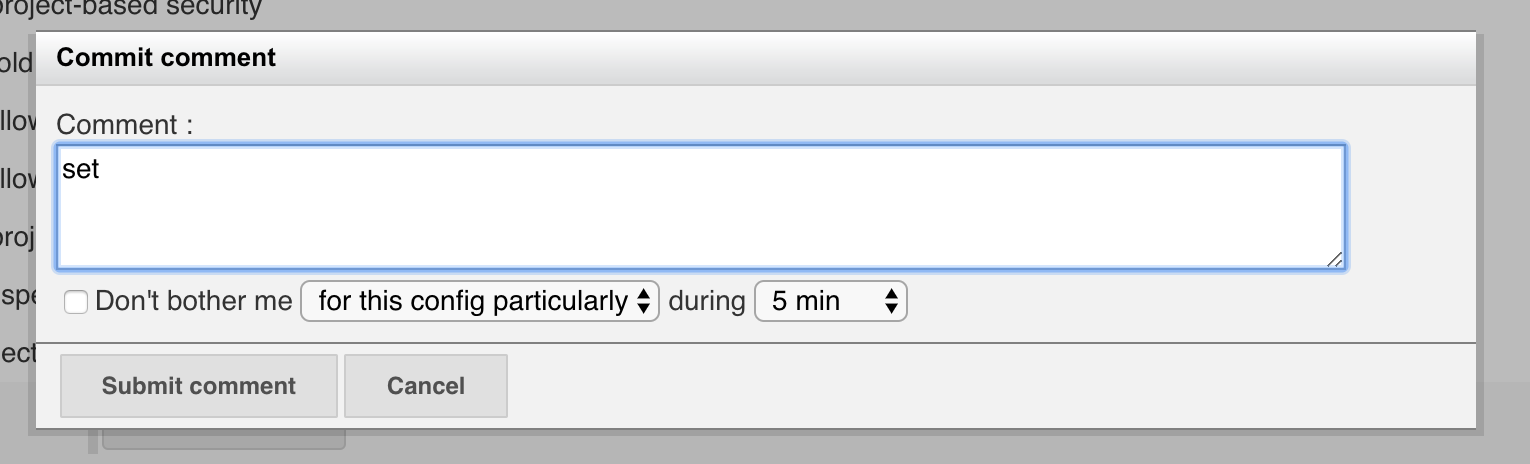 project-based security
Commit comment
old
Comment :
llow
set
llow
proj
spe
Don't bother me for this config particularly during 5 min
ect
Submit comment Cancel